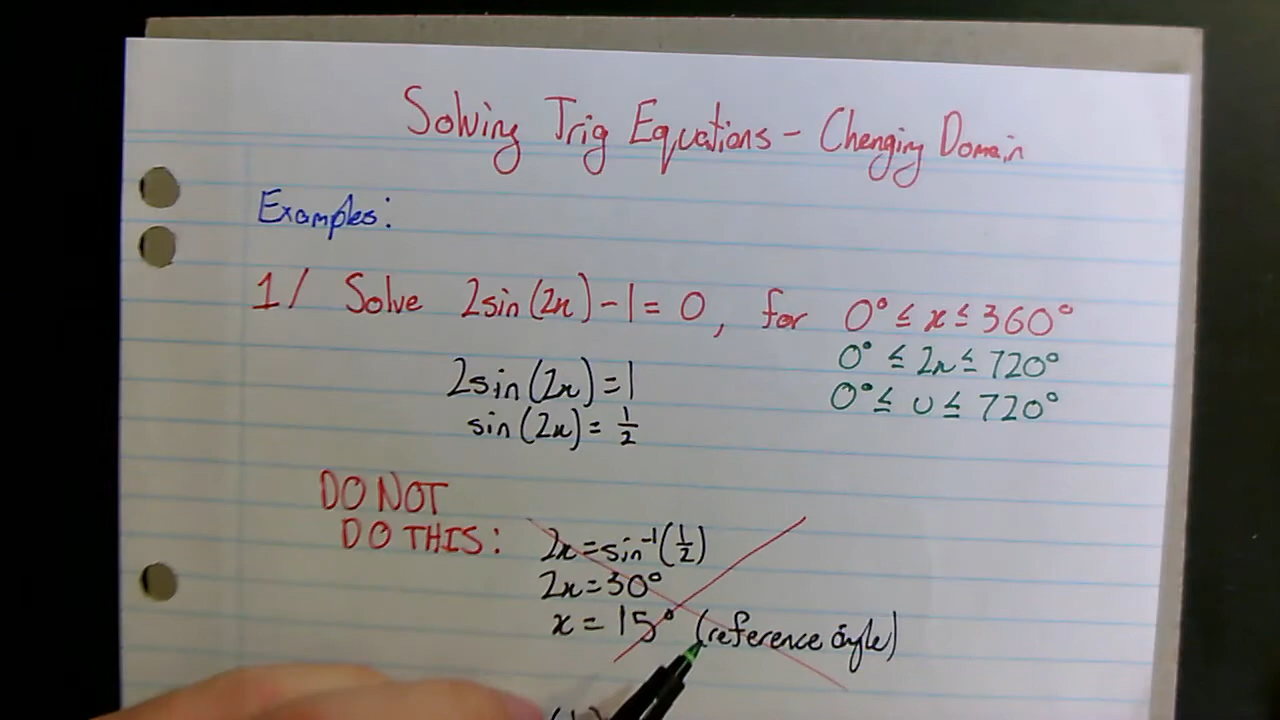 Solving Trig Equations - Changing Domain
Examples:
1/ Solve 2sin(2x)-1=0, for 0°≤x≤360°
0°≤2x≤720°
2sin(2x)=1
0°≤u≤720°
sin(2x)=½
DO NOT
DO THIS: 2x=sin⁻¹(½)
2x=30°
x=15° (reference angle)